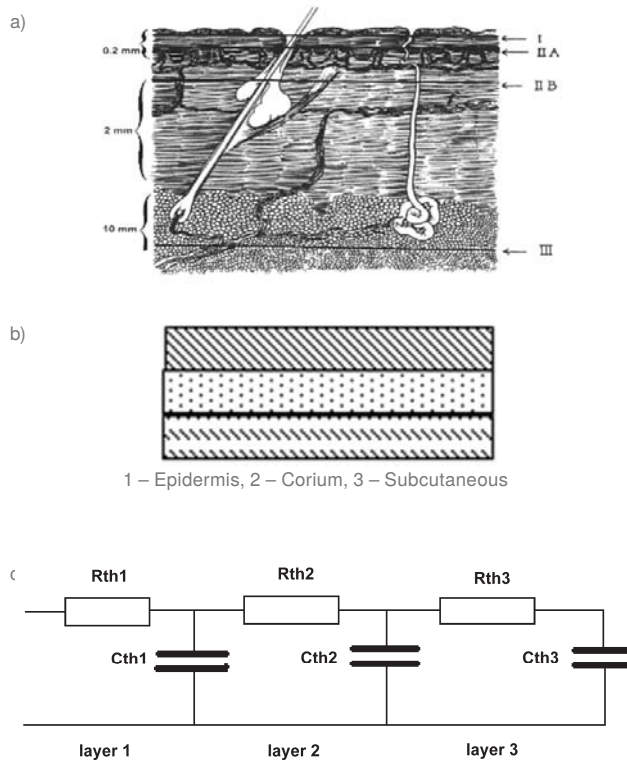 a)
0.2 mm
I
II A
II B
2 mm
10 mm
III
b)
1 – Epidermis, 2 – Corium, 3 – Subcutaneous
Rth1
Rth2
Rth3
Cth1
Cth2
Cth3
layer 1
layer 2
layer 3